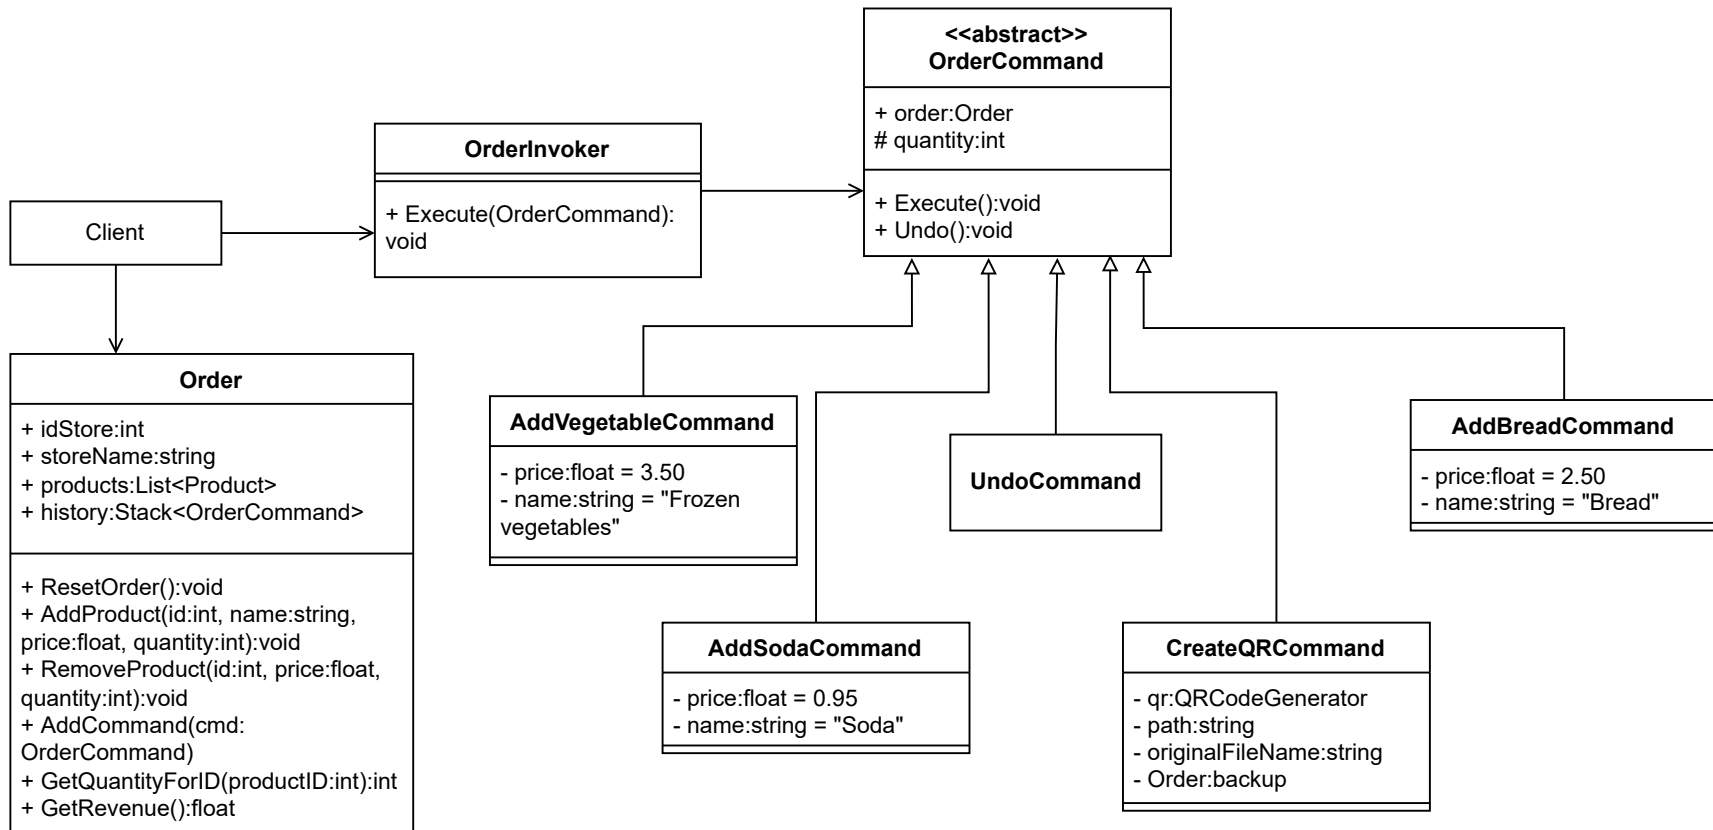 <<abstract>>
OrderCommand
+ order:Order
# quantity:int
+ Execute():void
+ Undo():void
OrderInvoker
+ Execute(OrderCommand):
void
Client
Order
+ idStore:int
+ storeName:string
+ products:List<Product>
+ history:Stack<OrderCommand>
+ ResetOrder():void
+ AddProduct(id:int, name:string,
price:float, quantity:int):void
+ RemoveProduct(id:int, price:float,
quantity:int):void
+ AddCommand(cmd:
OrderCommand)
+ GetQuantityForID(productID:int):int
+ GetRevenue():float
AddVegetableCommand
- price:float = 3.50
- name:string = "Frozen
vegetables"
UndoCommand
AddBreadCommand
- price:float = 2.50
- name:string = "Bread"
AddSodaCommand
- price:float = 0.95
- name:string = "Soda"
CreateQRCommand
- qr:QRCodeGenerator
- path:string
- originalFileName:string
- Order:backup